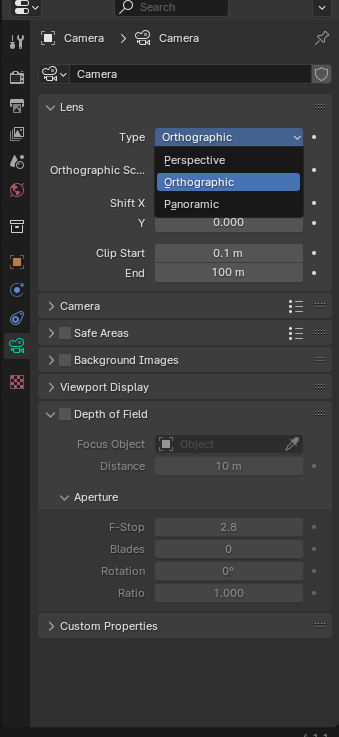 Search
Camera > Camera
Camera
Lens
Type Orthographic
Perspective
Orthographic Sc... Orthographic
Panoramic
Shift X
Y 0.000
Clip Start 0.1 m
End 100 m
Camera
Safe Areas
Background Images
Viewport Display
Depth of Field
Focus Object Object
Distance 10 m
Aperture
F-Stop 2.8
Blades 0
Rotation 0°
Ratio 1.000
Custom Properties